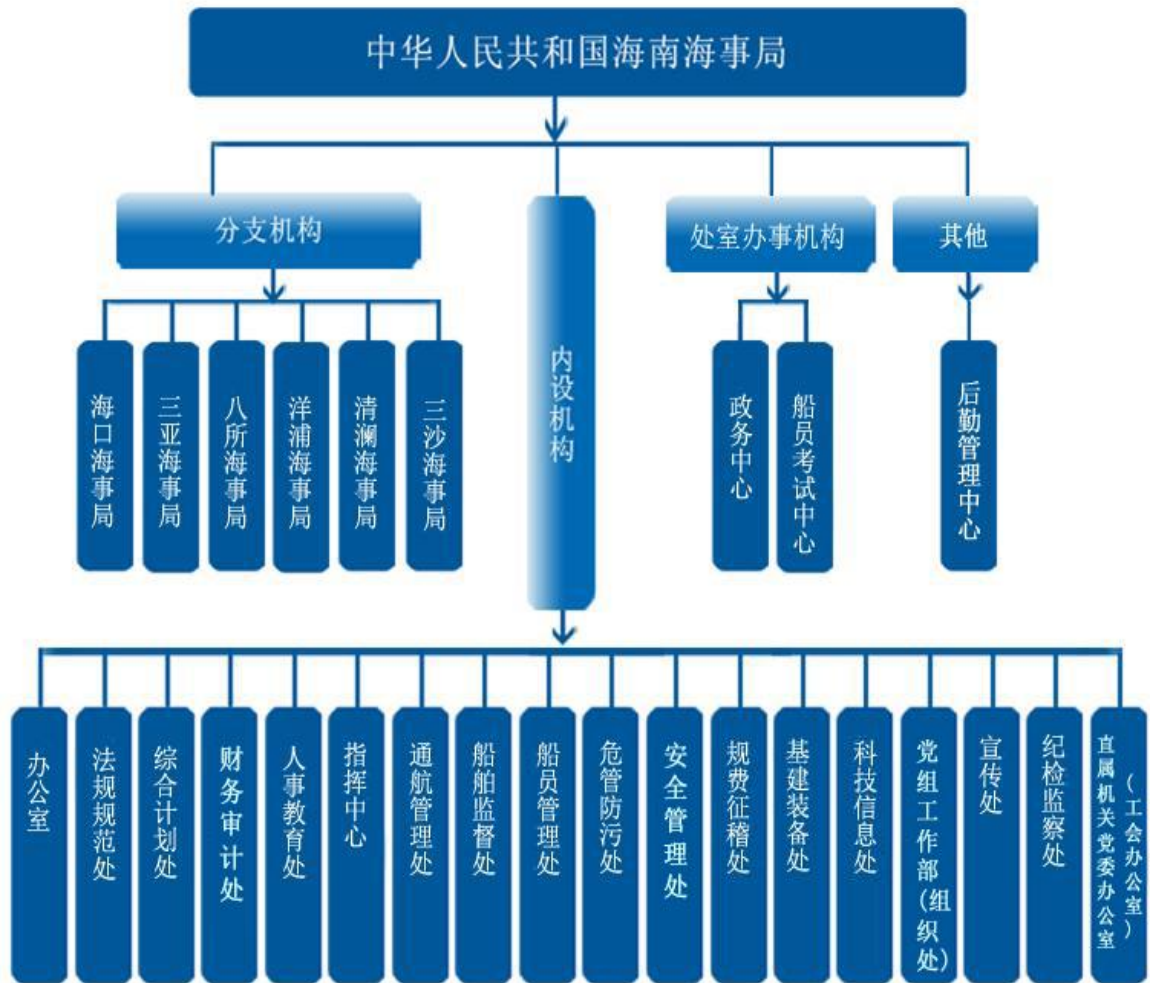 中华人民共和国海南海事局
分支机构
内设机构
处室办事机构
其他
海口海事局
三亚海事局
八所海事局
洋浦海事局
清澜海事局
三沙海事局
政务中心
船员考试中心
后勤管理中心
办公室
法规规范处
综合计划处
财务审计处
人事教育处
指挥中心
通航管理处
船舶监督处
船员管理处
危管防污处
安全管理处
规费征稽处
基建装备处
科技信息处
党组工作部(组织处)
宣传处
纪检监察处
直属机关党委办公室
(工会办公室)